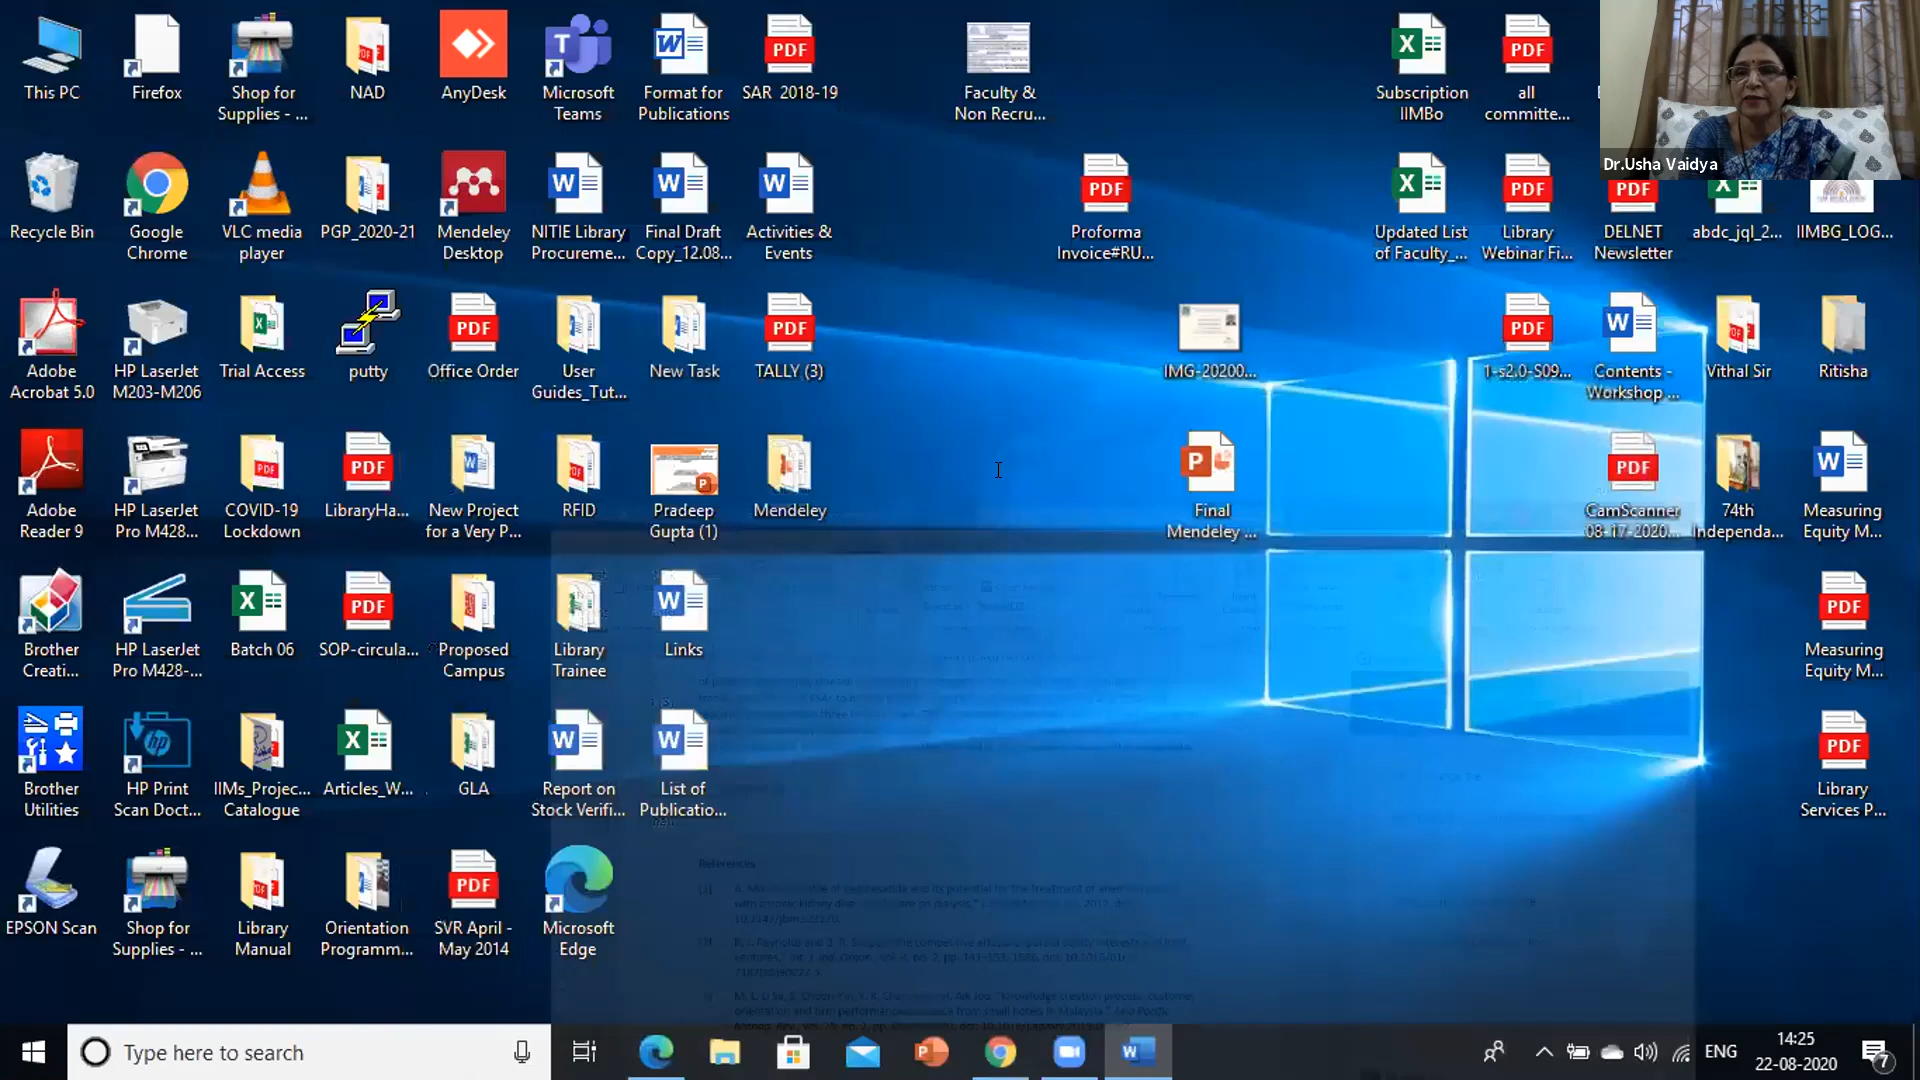 This PC
Firefox
Shop for
Supplies - ...
NAD
AnyDesk
Microsoft
Teams
Format for
Publications
SAR 2018-19
Faculty &
Non Recru...
Subscription
IIMBo
all
committe...
Dr.Usha Vaidya
Recycle Bin
Google
Chrome
VLC media
player
PGP_2020-21
Mendeley
Desktop
NITIE Library
Procureme...
Final Draft
Copy_12.08...
Activities &
Events
Proforma
Invoice#RU...
Updated List
of Faculty_...
Library
Webinar Fi...
DELNET
Newsletter
abdc_jql_2...
IIMBG_LOG...
Adobe
Acrobat 5.0
HP LaserJet
M203-M206
Trial Access
putty
Office Order
User
Guides_Tut...
New Task
TALLY (3)
IMG-20200...
1-s2.0-S09...
Contents -
Workshop ...
Vithal Sir
Ritisha
Adobe
Reader 9
HP LaserJet
Pro M428...
COVID-19
Lockdown
LibraryHa...
New Project
for a Very P...
RFID
Pradeep
Gupta (1)
Mendeley
Final
Mendeley ...
CamScanner
08-17-2020...
74th
Independa...
Measuring
Equity M...
Brother
Creati...
HP LaserJet
Pro M428-...
Batch 06
SOP-circula...
Proposed
Campus
Library
Trainee
Links
Measuring
Equity M...
Brother
Utilities
HP Print
Scan Doct...
IIMs_Projec...
Catalogue
Articles_W...
GLA
Report on
Stock Verifi...
List of
Publicatio...
Library
Services P...
References
EPSON Scan
Shop for
Supplies - ...
Library
Manual
Orientation
Programm...
SVR April -
May 2014
Microsoft
Edge
Type here to search
ENG
14:25
22-08-2020
7